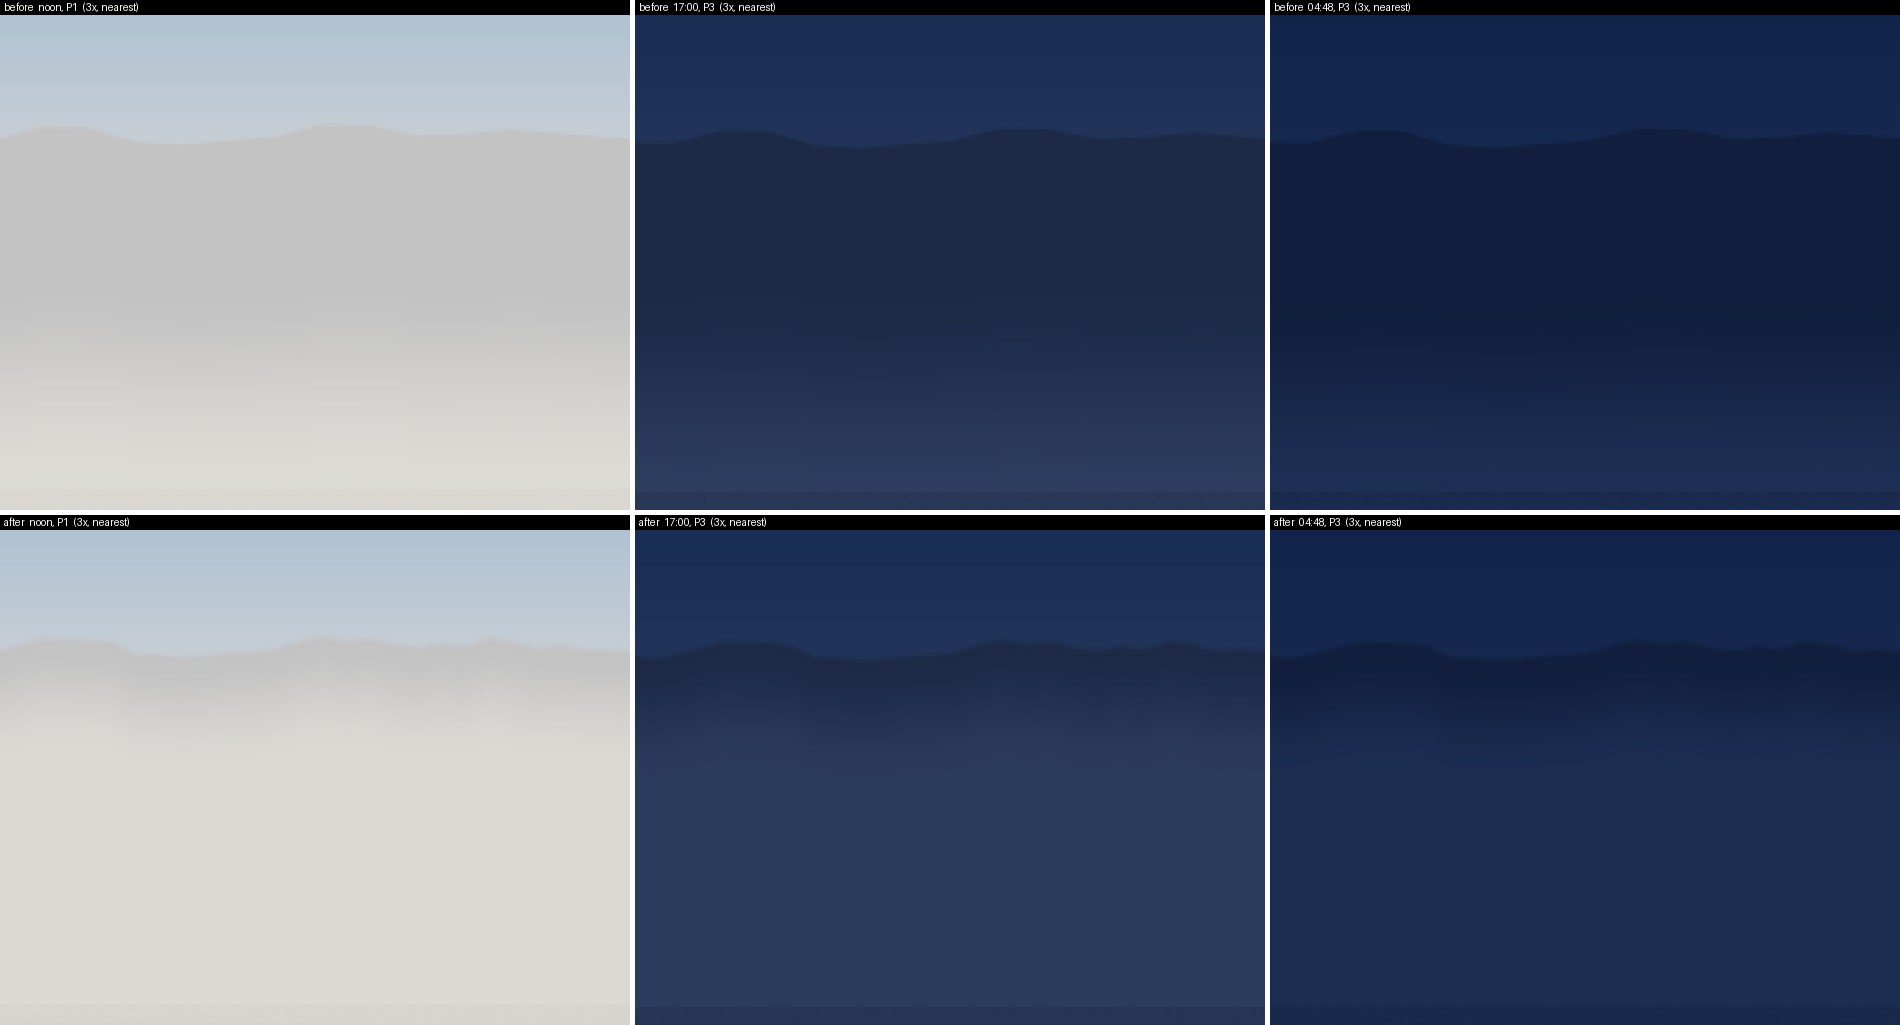 before noon, P1 (3x, nearest)
before 17:00, P3 (3x, nearest)
before 04:48, P3 (3x, nearest)
after noon, P1 (3x, nearest)
after 17:00, P3 (3x, nearest)
after 04:48, P3 (3x, nearest)